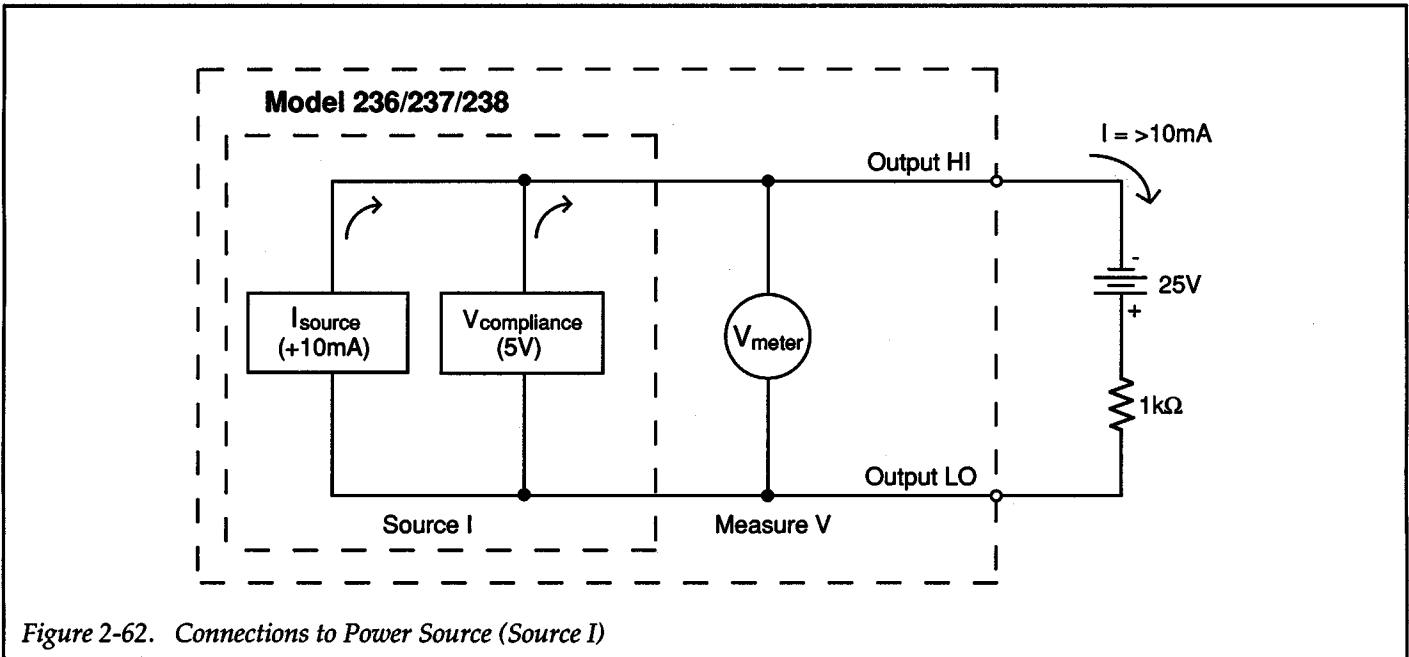 Model 236/237/238
I = >10mA
Output HI
Isource
(+10mA)
Vcompliance
(5V)
Vmeter
-
25V
+
1kΩ
Output LO
Source I
Measure V
Figure 2-62. Connections to Power Source (Source I)